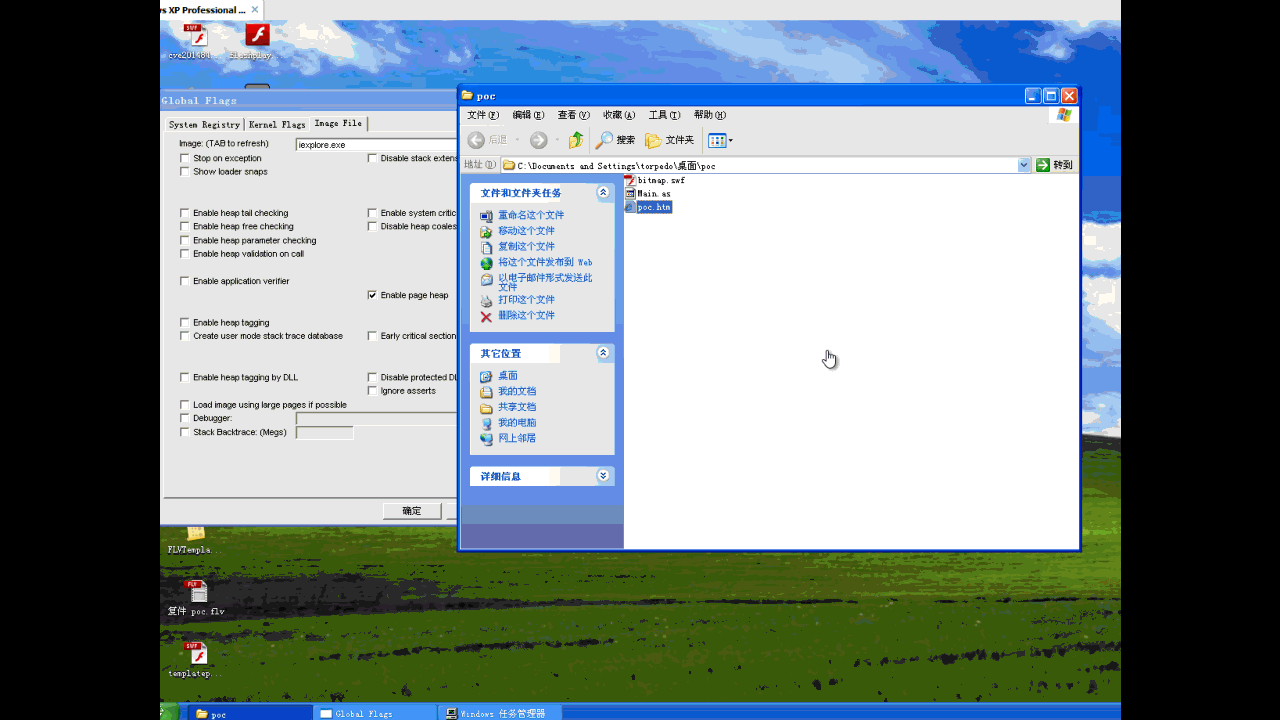 ws XP Professional ...
cve20184...
flashplay...
Global Flags
System Registry
Kernel Flags
Image File
Image: (TAB to refresh)
iexplore.exe
Stop on exception
Disable stack exten
Show loader snaps
Enable heap tail checking
Enable system critic
Enable heap free checking
Disable heap coales
Enable heap parameter checking
Enable heap validation on call
Enable application verifier
Enable page heap
Enable heap tagging
Create user mode stack trace database
Early critical section
Enable heap tagging by DLL
Disable protected DL
Ignore asserts
Load image using large pages if possible
Debugger:
Stack Backtrace: (Megs)
确定
poc
文件(F) 编辑(E) 查看(V) 收藏(A) 工具(T) 帮助(H)
后退 搜索 文件夹
地址(D) C:\Documents and Settings\torpedo\桌面\poc 转到
文件和文件夹任务
重命名这个文件
移动这个文件
复制这个文件
将这个文件发布到 Web
以电子邮件形式发送此
文件
打印这个文件
删除这个文件
其它位置
桌面
我的文档
共享文档
我的电脑
网上邻居
详细信息
bitmap.swf
Main.as
poc.htm
FLVTempla...
FLV
复件 poc.flv
SWF
templatep...
poc
Global Flags
Windows 任务管理器